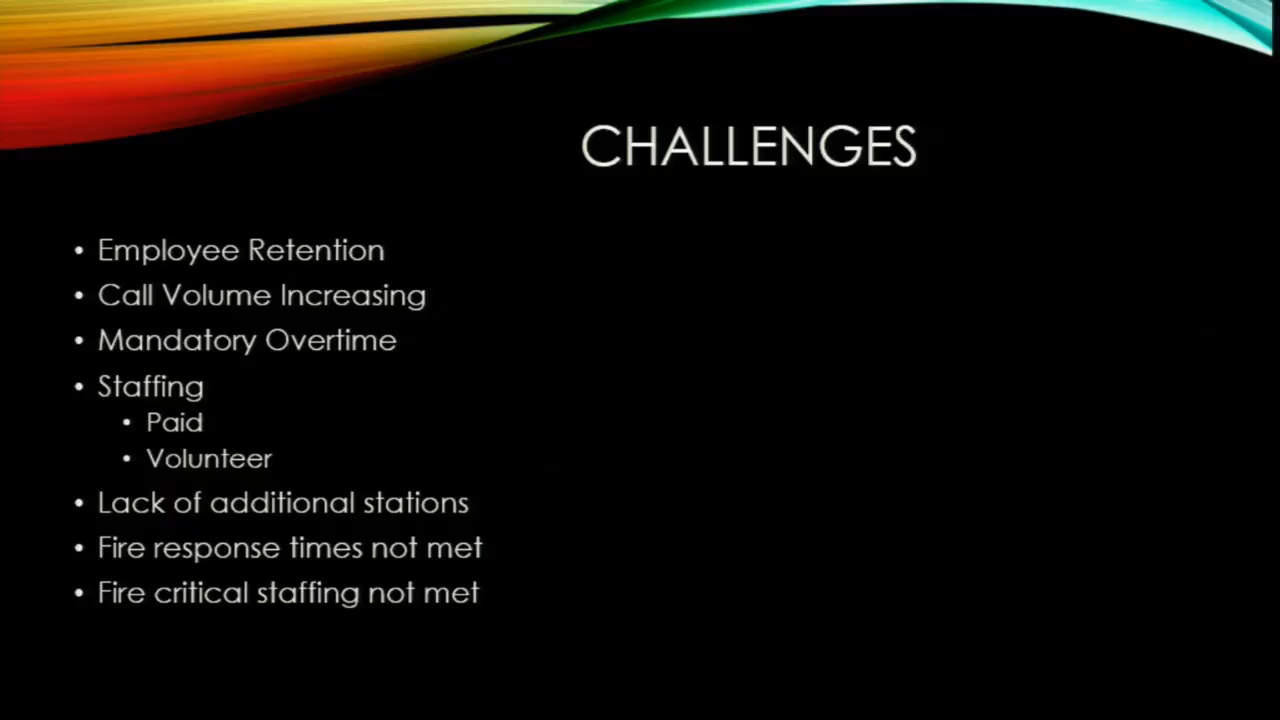 CHALLENGES
• Employee Retention
• Call Volume Increasing
• Mandatory Overtime
• Staffing
• Paid
• Volunteer
• Lack of additional stations
• Fire response times not met
• Fire critical staffing not met